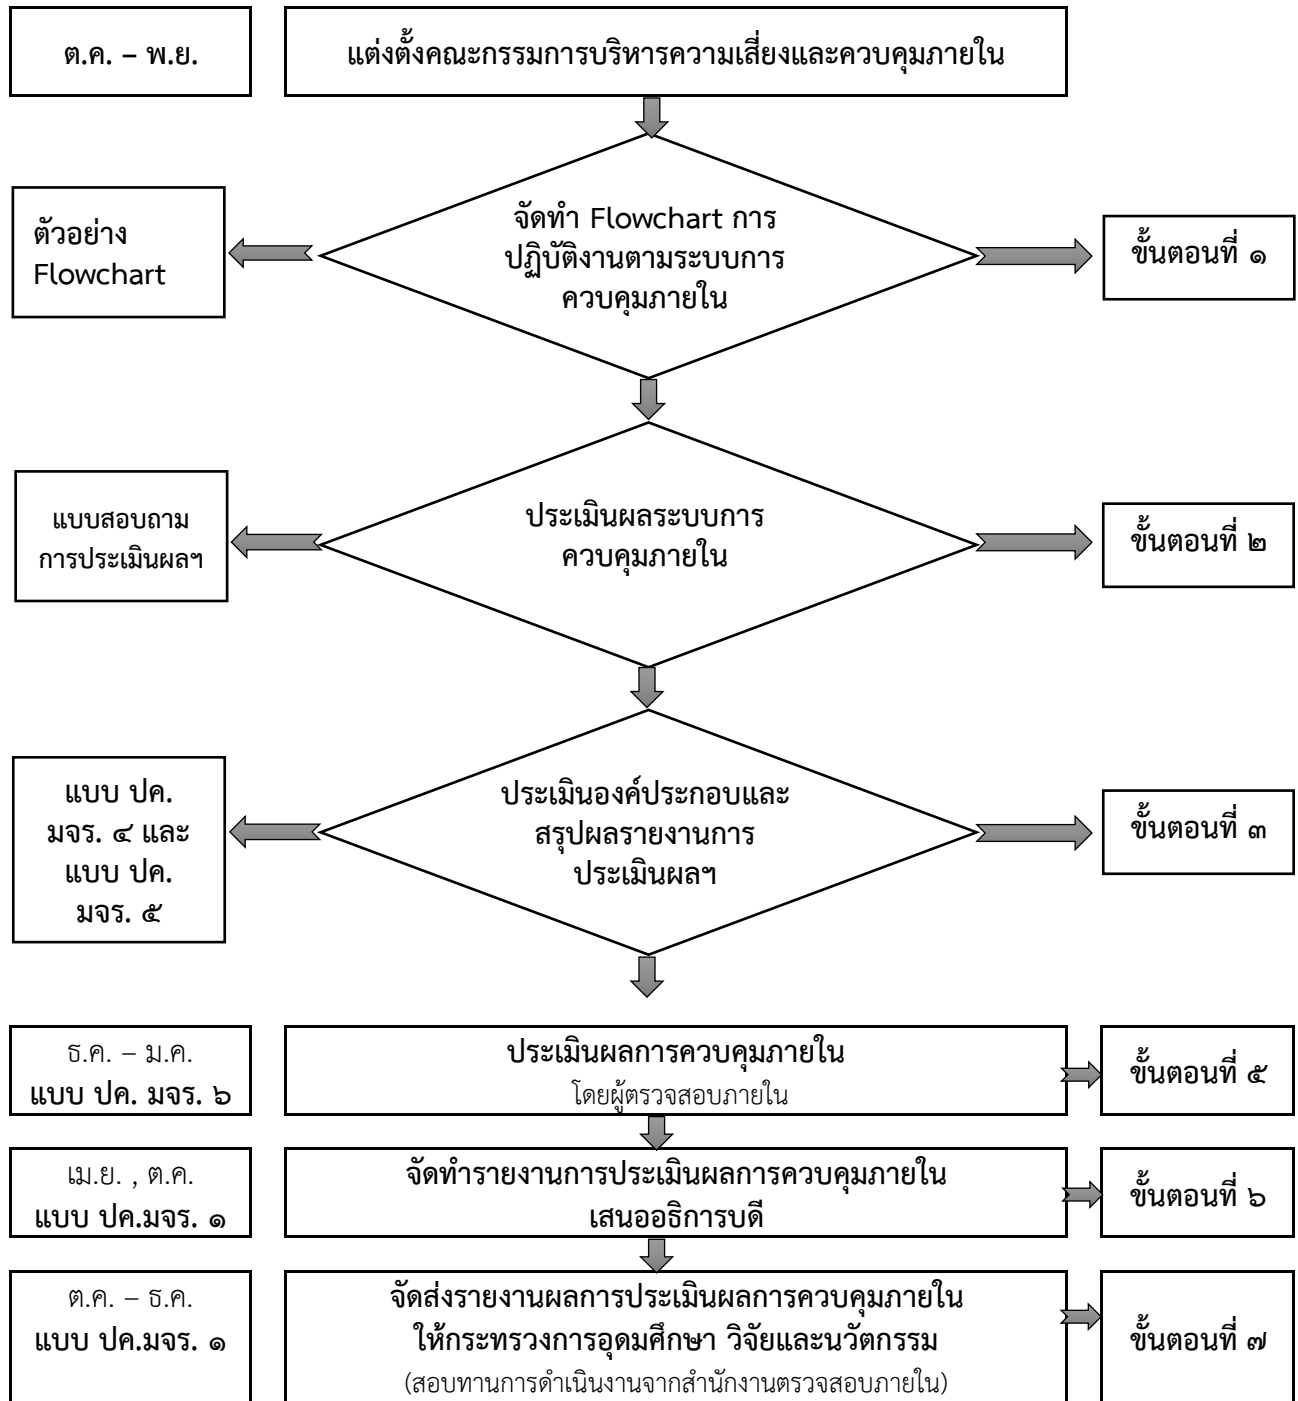 ต.ค. – พ.ย.
แต่งตั้งคณะกรรมการบริหารความเสี่ยงและควบคุมภายใน
ตัวอย่าง
Flowchart
จัดทำ Flowchart การ
ปฏิบัติงานตามระบบการ
ควบคุมภายใน
ขั้นตอนที่ ๑
แบบสอบถาม
การประเมินผลฯ
ประเมินผลระบบการ
ควบคุมภายใน
ขั้นตอนที่ ๒
แบบ ปค.
มจร. ๔ และ
แบบ ปค.
มจร. ๕
ประเมินองค์ประกอบและ
สรุปผลรายงานการ
ประเมินผลฯ
ขั้นตอนที่ ๓
ธ.ค. – ม.ค.
แบบ ปค. มจร. ๖
ประเมินผลการควบคุมภายใน
โดยผู้ตรวจสอบภายใน
ขั้นตอนที่ ๕
เม.ย. , ต.ค.
แบบ ปค.มจร. ๑
จัดทำรายงานการประเมินผลการควบคุมภายใน
เสนออธิการบดี
ขั้นตอนที่ ๖
ต.ค. – ธ.ค.
แบบ ปค.มจร. ๑
จัดส่งรายงานผลการประเมินผลการควบคุมภายใน
ให้กระทรวงการอุดมศึกษา วิจัยและนวัตกรรม
(สอบทานการดำเนินงานจากสำนักงานตรวจสอบภายใน)
ขั้นตอนที่ ๗